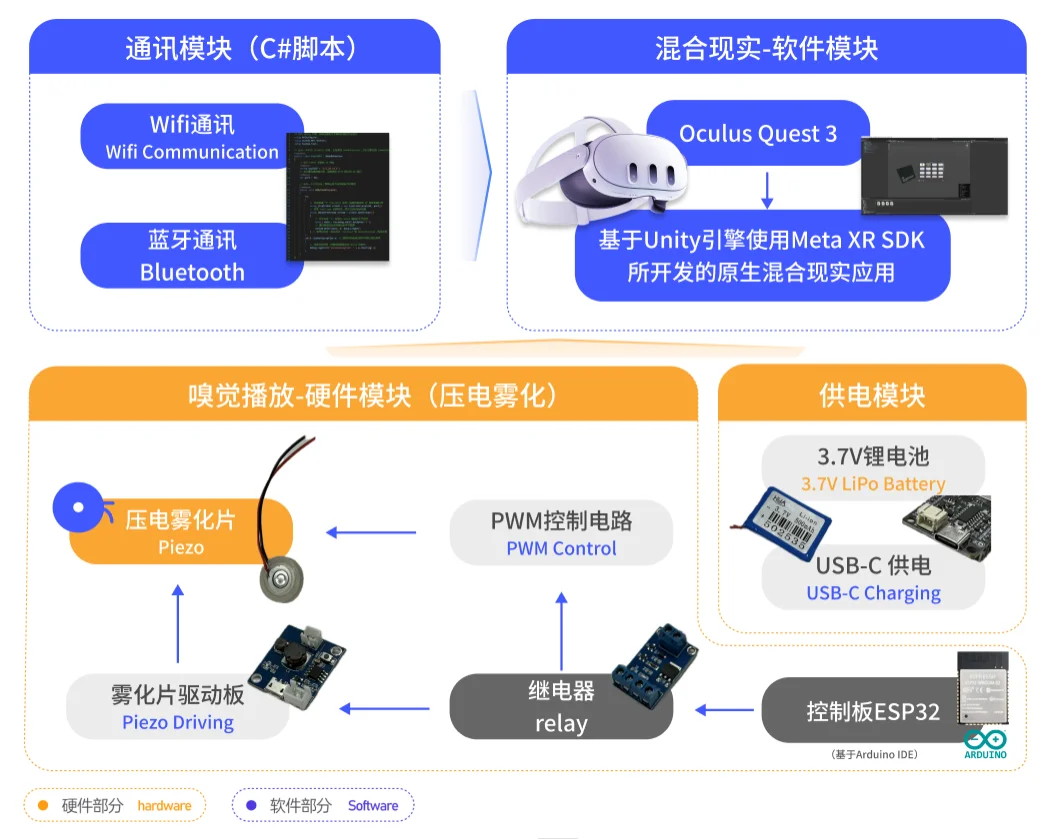 通讯模块（C#脚本）
Wifi通讯
Wifi Communication
蓝牙通讯
Bluetooth
混合现实-软件模块
Oculus Quest 3
基于Unity引擎使用Meta XR SDK
所开发的原生混合现实应用
嗅觉播放-硬件模块（压电雾化）
压电雾化片
Piezo
PWM控制电路
PWM Control
雾化片驱动板
Piezo Driving
继电器
relay
供电模块
3.7V锂电池
3.7V LiPo Battery
Li-ion
3.7V
502535
USB-C 供电
USB-C Charging
控制板ESP32
（基于Arduino IDE）
ARDUINO
硬件部分 hardware
软件部分 Software